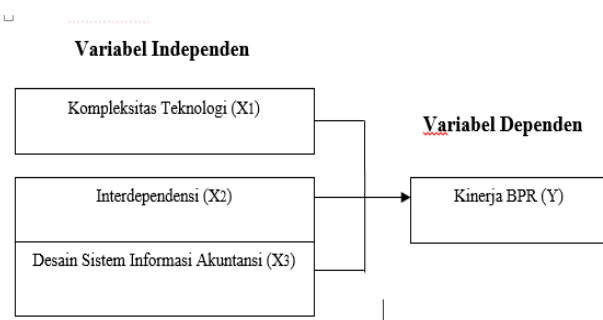 Variabel Independen
Kompleksitas Teknologi (X1)
Variabel Dependen
Interdependensi (X2)
Kinerja BPR (Y)
Desain Sistem Informasi Akuntansi (X3)